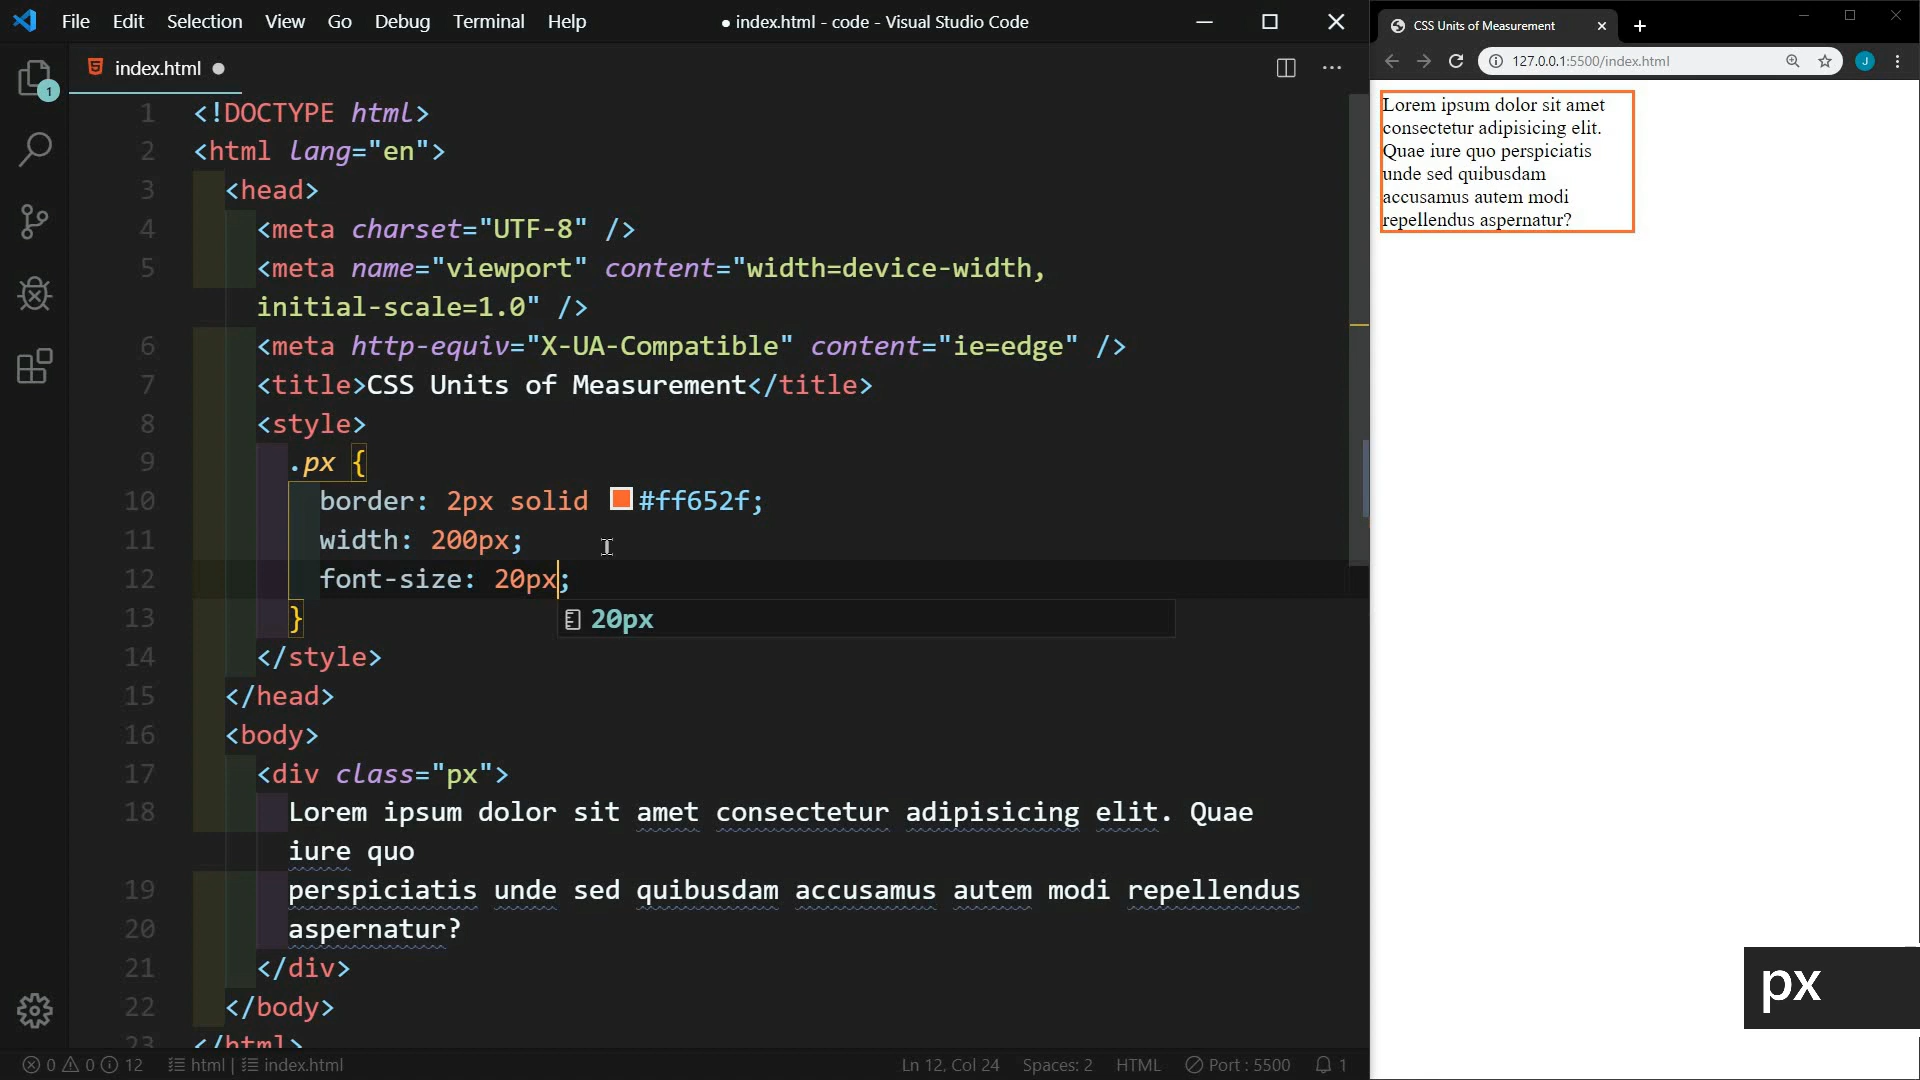 File Edit Selection View Go Debug Terminal Help
● index.html - code - Visual Studio Code
index.html ●
1
1 <!DOCTYPE html>
2 <html lang="en">
3 <head>
4 <meta charset="UTF-8" />
5 <meta name="viewport" content="width=device-width,
initial-scale=1.0" />
6 <meta http-equiv="X-UA-Compatible" content="ie=edge" />
7 <title>CSS Units of Measurement</title>
8 <style>
9 .px {
10 border: 2px solid #ff652f;
11 width: 200px;
12 font-size: 20px;
20px
13 }
14 </style>
15 </head>
16 <body>
17 <div class="px">
18 Lorem ipsum dolor sit amet consectetur adipisicing elit. Quae
iure quo
19 perspiciatis unde sed quibusdam accusamus autem modi repellendus
20 aspernatur?
21 </div>
22 </body>
23 </html>
0 0 12 html | index.html
Ln 12, Col 24 Spaces: 2 HTML Port : 5500 1
CSS Units of Measurement
127.0.0.1:5500/index.html
J
Lorem ipsum dolor sit amet
consectetur adipisicing elit.
Quae iure quo perspiciatis
unde sed quibusdam
accusamus autem modi
repellendus aspernatur?
px